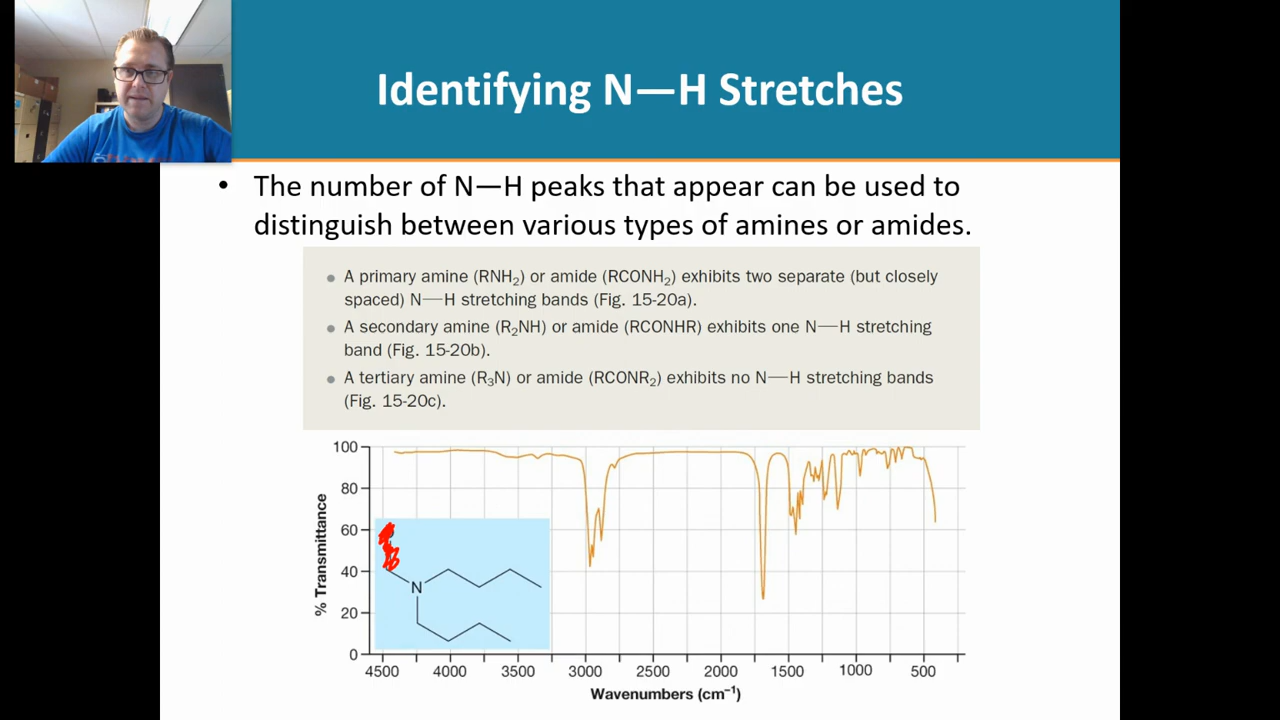 Identifying N—H Stretches
• The number of N—H peaks that appear can be used to
distinguish between various types of amines or amides.
• A primary amine (RNH₂) or amide (RCONH₂) exhibits two separate (but closely
spaced) N—H stretching bands (Fig. 15-20a).
• A secondary amine (R₂NH) or amide (RCONHR) exhibits one N—H stretching
band (Fig. 15-20b).
• A tertiary amine (R₃N) or amide (RCONR₂) exhibits no N—H stretching bands
(Fig. 15-20c).
100
80
60
40
20
0
% Transmittance
N
4500 4000 3500 3000 2500 2000 1500 1000 500
Wavenumbers (cm⁻¹)